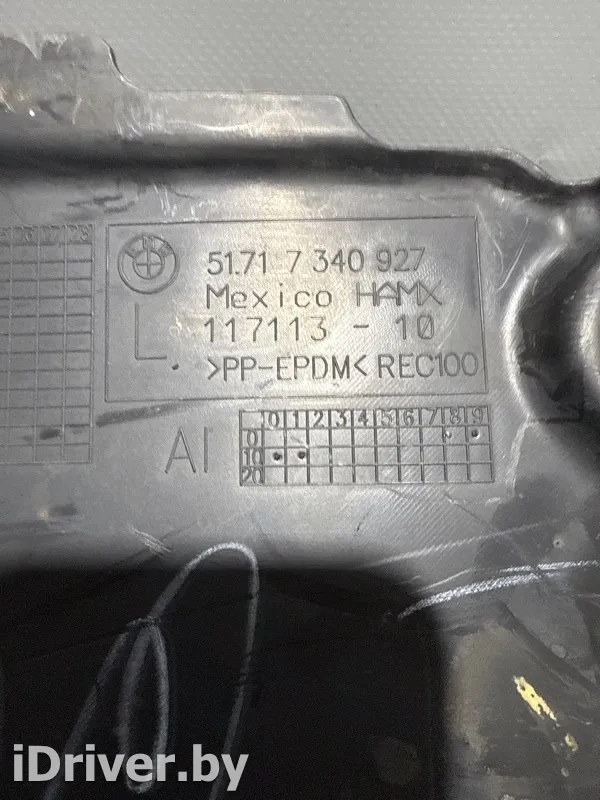 51.71 7 340 927
Mexico HAMX
L 117113 - 10
>PP-EPDM< REC100
AI
0 1 2 3 4 5 6 7 8 9
0
10
20
iDriver.by